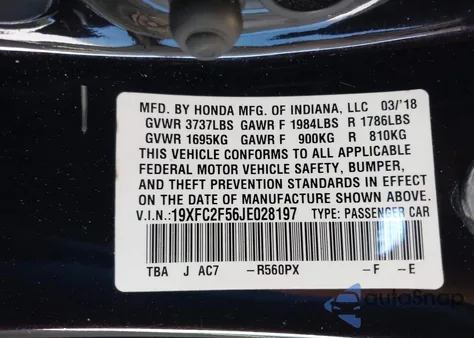 MFD. BY HONDA MFG. OF INDIANA, LLC 03/'18
GVWR 3737LBS GAWR F 1984LBS R 1786LBS
GVWR 1695KG GAWR F 900KG R 810KG
THIS VEHICLE CONFORMS TO ALL APPLICABLE
FEDERAL MOTOR VEHICLE SAFETY, BUMPER,
AND THEFT PREVENTION STANDARDS IN EFFECT
ON THE DATE OF MANUFACTURE SHOWN ABOVE.
V.I.N.: 19XFC2F56JE028197 TYPE: PASSENGER CAR
TBA J AC7 -R560PX -F -E
autoSnap